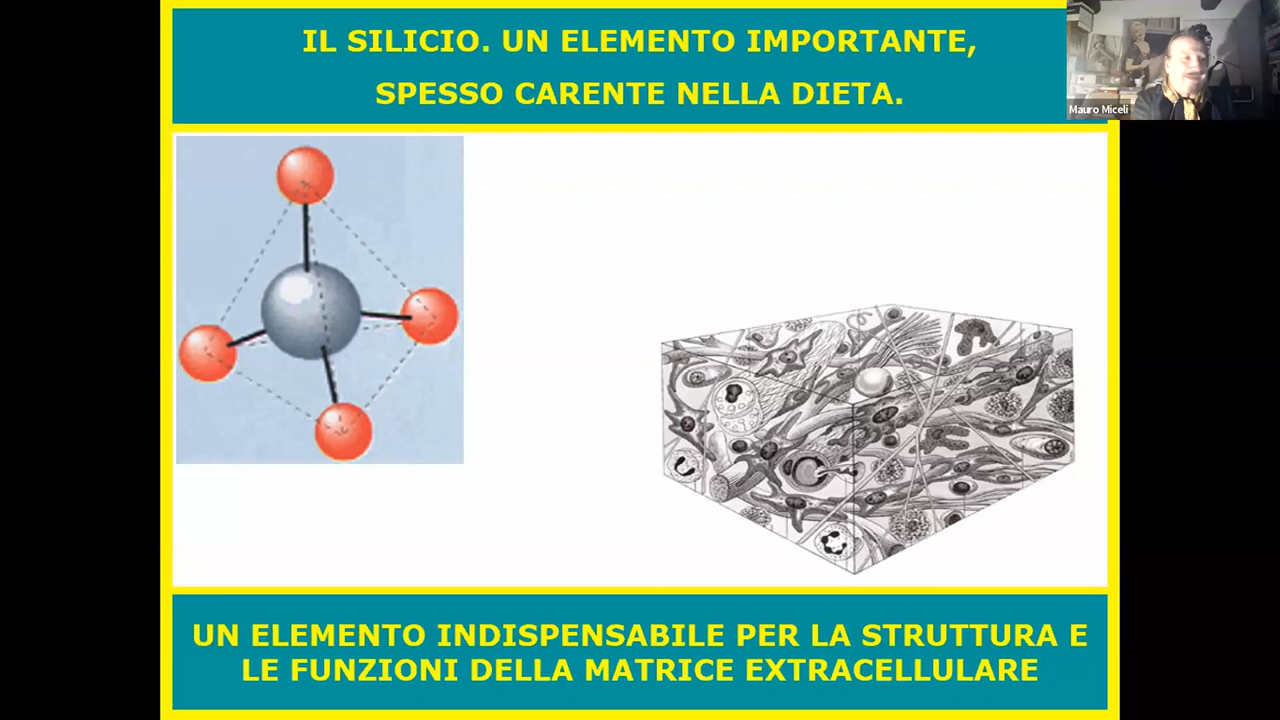 IL SILICIO. UN ELEMENTO IMPORTANTE,
SPESSO CARENTE NELLA DIETA.
Mauro Miceli
UN ELEMENTO INDISPENSABILE PER LA STRUTTURA E
LE FUNZIONI DELLA MATRICE EXTRACELLULARE